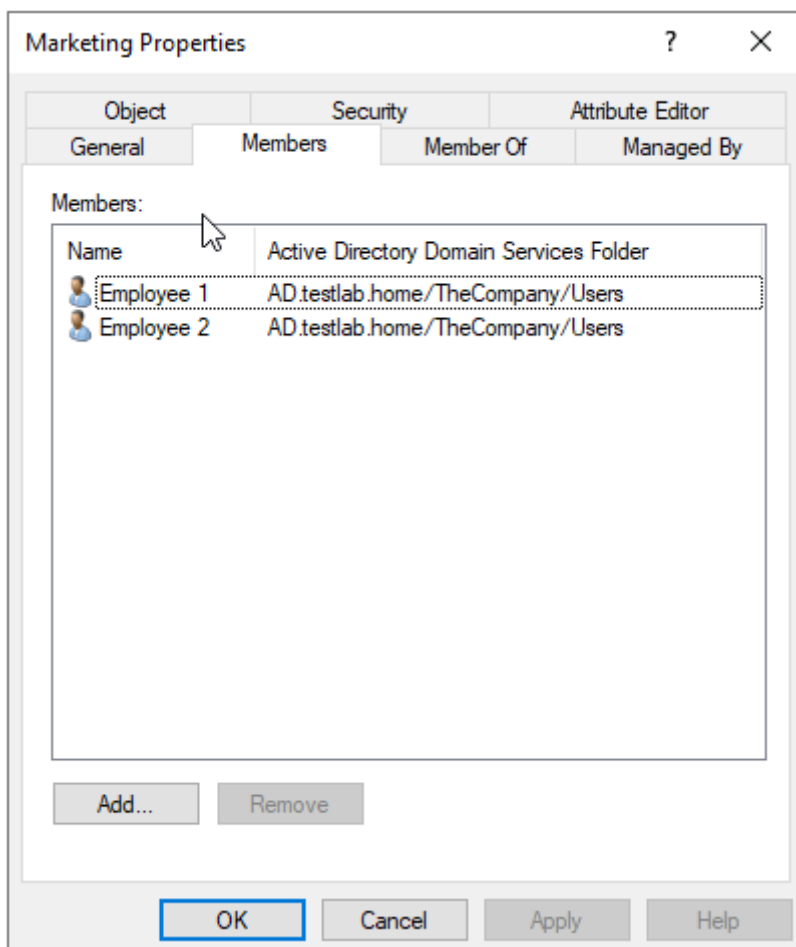 Marketing Properties ?
Object Security Attribute Editor
General Members Member Of Managed By
Members:
Name Active Directory Domain Services Folder
Employee 1 AD.testlab.home/TheCompany/Users
Employee 2 AD.testlab.home/TheCompany/Users
Add... Remove
OK Cancel Apply Help